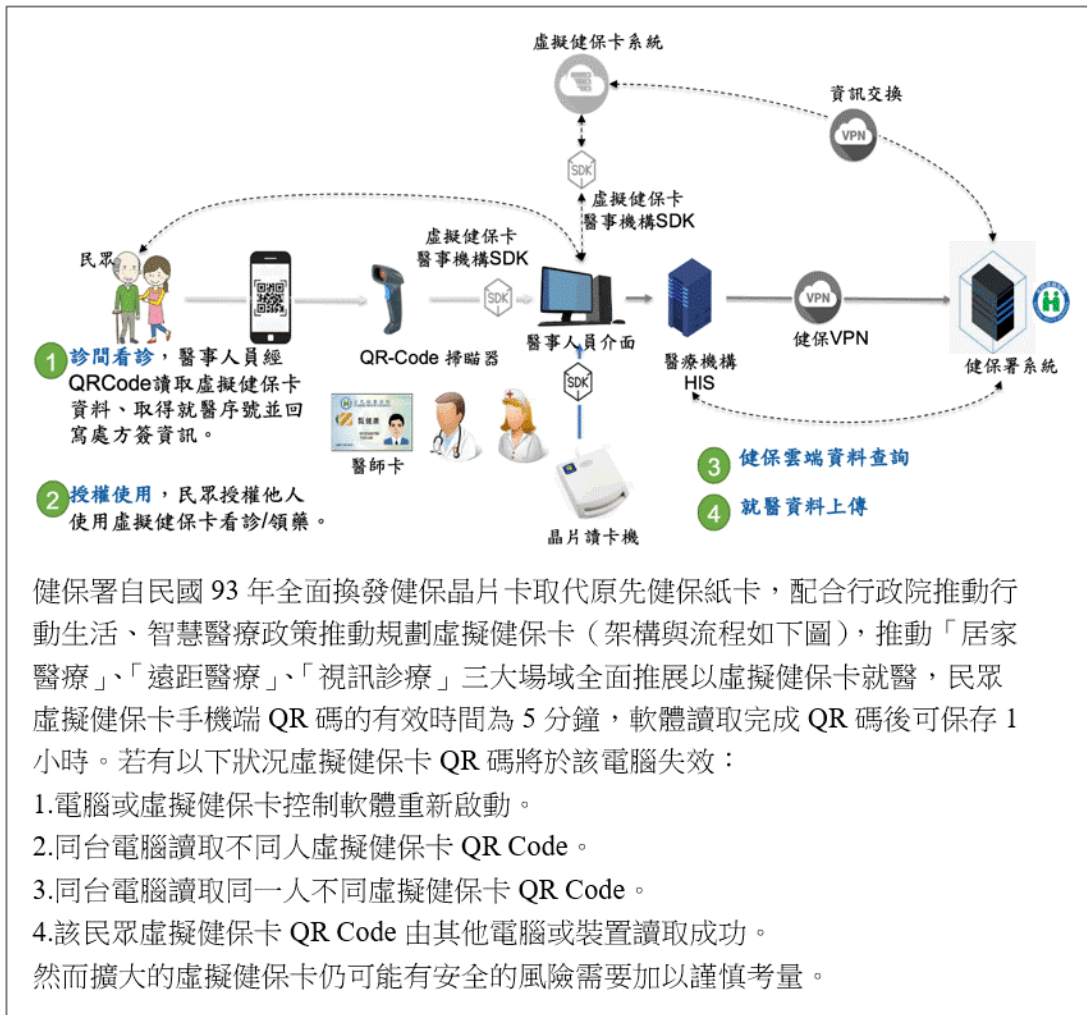 虛擬健保卡系統
資訊交換
VPN
SDK
虛擬健保卡
醫事機構SDK
民眾
虛擬健保卡
醫事機構SDK
SDK
VPN
QR-Code 掃瞄器
醫事人員介面
醫療機構
HIS
健保VPN
健保署系統
1 診間看診，醫事人員經
QRCode讀取虛擬健保卡
資料、取得就醫序號並回
寫處方簽資訊。
SDK
醫師卡
2 授權使用，民眾授權他人
使用虛擬健保卡看診/領藥。
晶片讀卡機
3 健保雲端資料查詢
4 就醫資料上傳
健保署自民國 93 年全面換發健保晶片卡取代原先健保紙卡，配合行政院推動行
動生活、智慧醫療政策推動規劃虛擬健保卡（架構與流程如下圖），推動「居家
醫療」、「遠距醫療」、「視訊診療」三大場域全面推展以虛擬健保卡就醫，民眾
虛擬健保卡手機端 QR 碼的有效時間為 5 分鐘，軟體讀取完成 QR 碼後可保存 1
小時。若有以下狀況虛擬健保卡 QR 碼將於該電腦失效：
1.電腦或虛擬健保卡控制軟體重新啟動。
2.同台電腦讀取不同人虛擬健保卡 QR Code。
3.同台電腦讀取同一人不同虛擬健保卡 QR Code。
4.該民眾虛擬健保卡 QR Code 由其他電腦或裝置讀取成功。
然而擴大的虛擬健保卡仍可能有安全的風險需要加以謹慎考量。